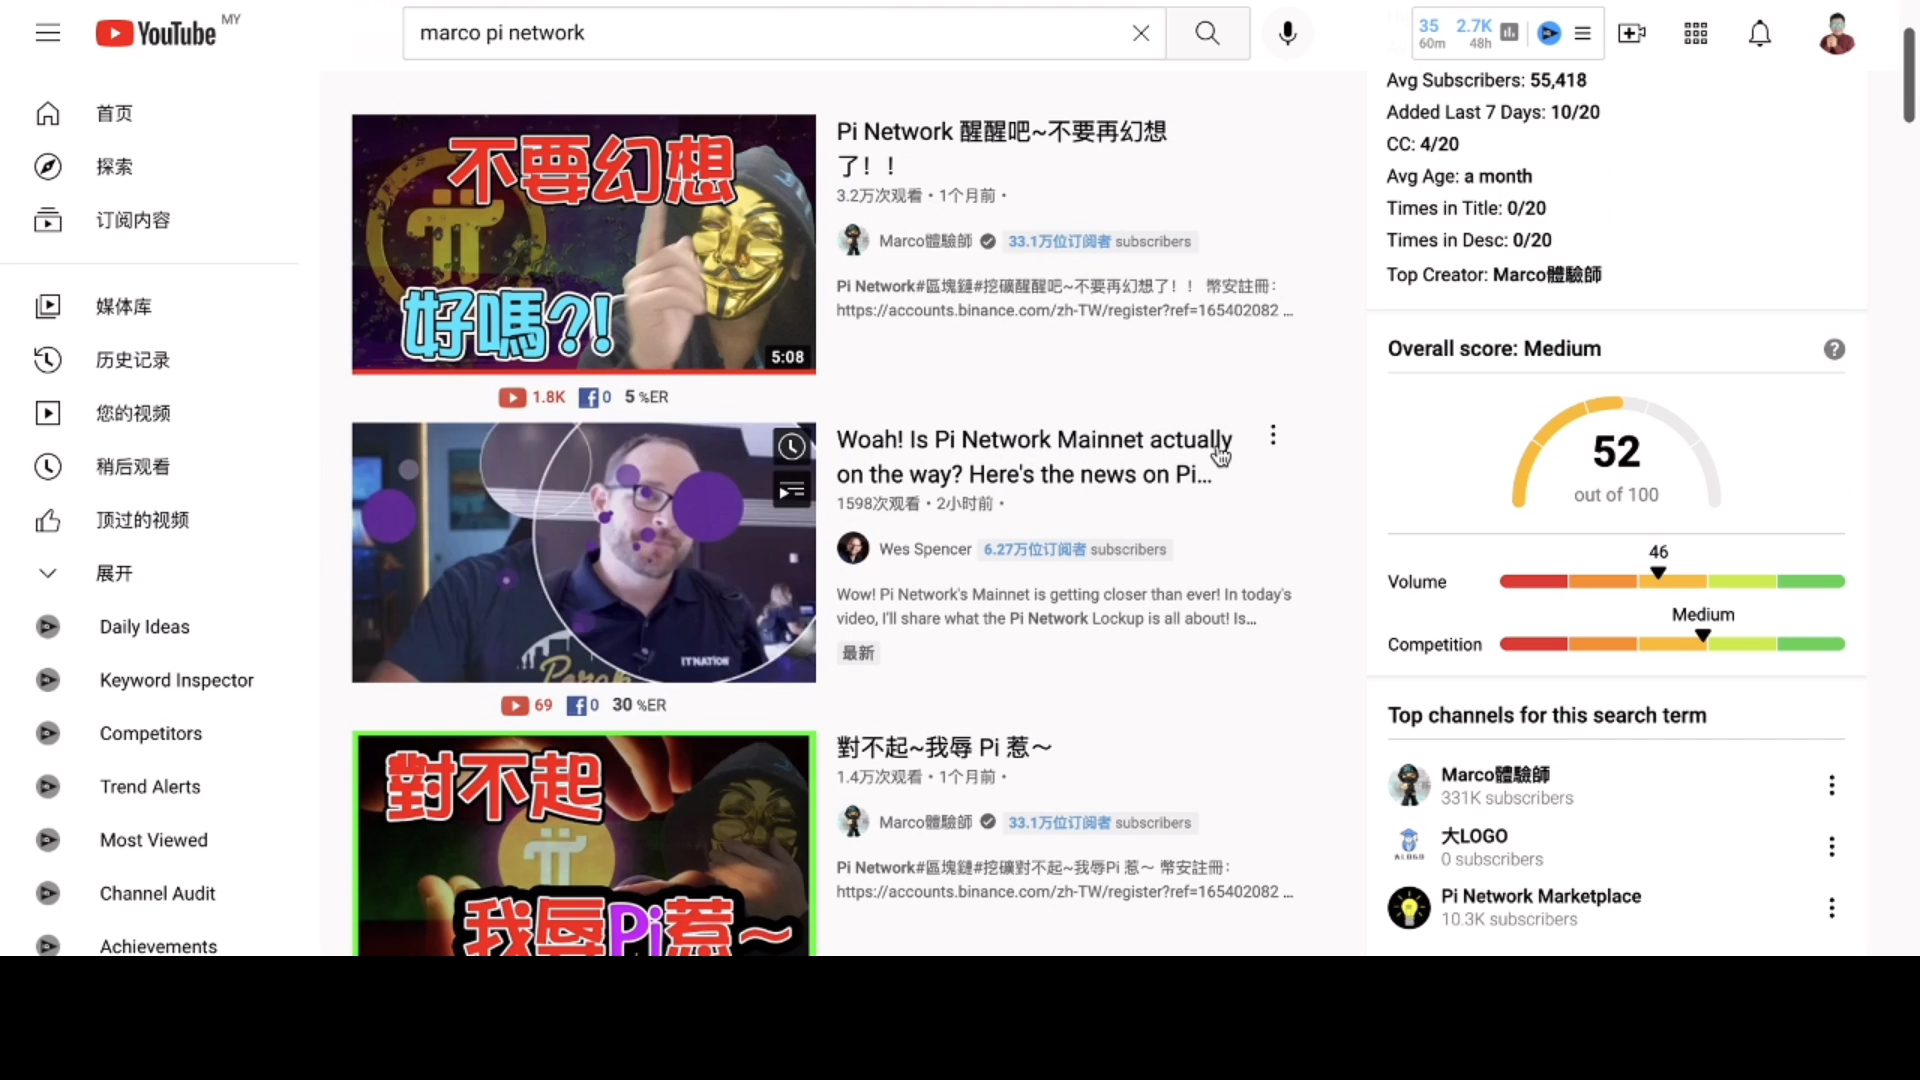 YouTube MY
marco pi network
35 60m
2.7K 48h
首页
探索
订阅内容
媒体库
历史记录
您的视频
稍后观看
顶过的视频
展开
Daily Ideas
Keyword Inspector
Competitors
Trend Alerts
Most Viewed
Channel Audit
Achievements
不要幻想
好嗎?!
5:08
Pi Network 醒醒吧~不要再幻想
了！！
3.2万次观看・1个月前・
Marco體驗師 33.1万位订阅者 subscribers
Pi Network#區塊鏈#挖礦醒醒吧~不要再幻想了！！ 幣安註冊：
https://accounts.binance.com/zh-TW/register?ref=165402082 ...
1.8K 0 5 %ER
ITNATION
Woah! Is Pi Network Mainnet actually
on the way? Here's the news on Pi...
1598次观看・2小时前・
Wes Spencer 6.27万位订阅者 subscribers
Wow! Pi Network's Mainnet is getting closer than ever! In today's
video, I'll share what the Pi Network Lockup is all about! Is...
最新
69 0 30 %ER
對不起
我辱Pi惹～
對不起~我辱 Pi 惹～
1.4万次观看・1个月前・
Marco體驗師 33.1万位订阅者 subscribers
Pi Network#區塊鏈#挖礦對不起~我辱Pi 惹～ 幣安註冊：
https://accounts.binance.com/zh-TW/register?ref=165402082 ...
Avg Subscribers: 55,418
Added Last 7 Days: 10/20
CC: 4/20
Avg Age: a month
Times in Title: 0/20
Times in Desc: 0/20
Top Creator: Marco體驗師
Overall score: Medium ?
52
out of 100
46
Volume
Medium
Competition
Top channels for this search term
Marco體驗師
331K subscribers
大LOGO
0 subscribers
Pi Network Marketplace
10.3K subscribers